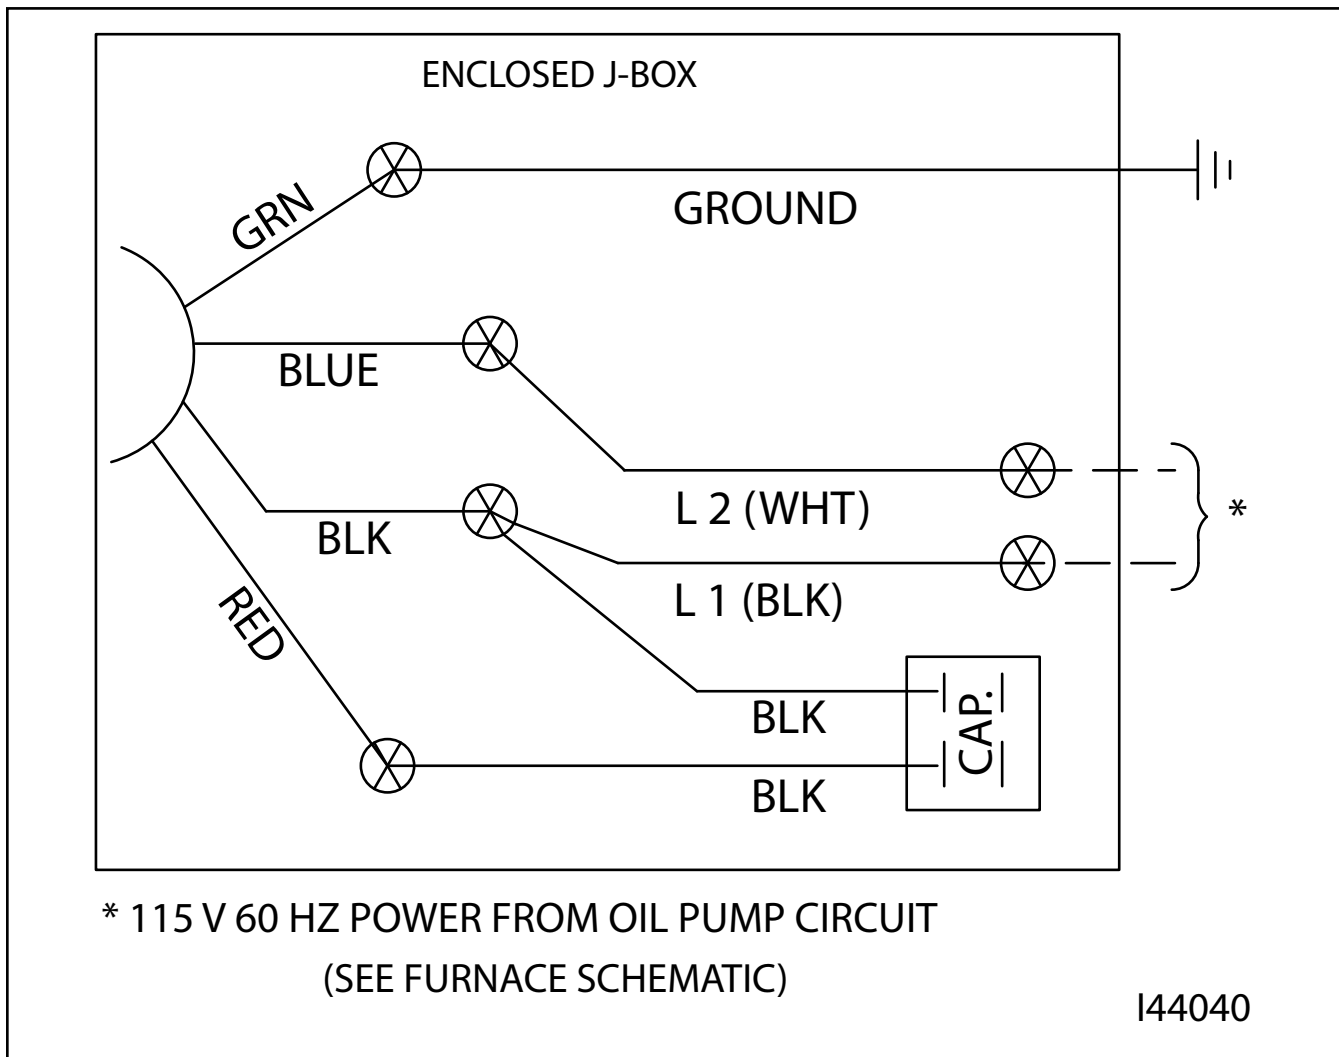 ENCLOSED J-BOX
GRN
GROUND
BLUE
L 2 (WHT)
*
BLK
L 1 (BLK)
RED
BLK
CAP.
BLK
* 115 V 60 HZ POWER FROM OIL PUMP CIRCUIT
(SEE FURNACE SCHEMATIC)
I44040